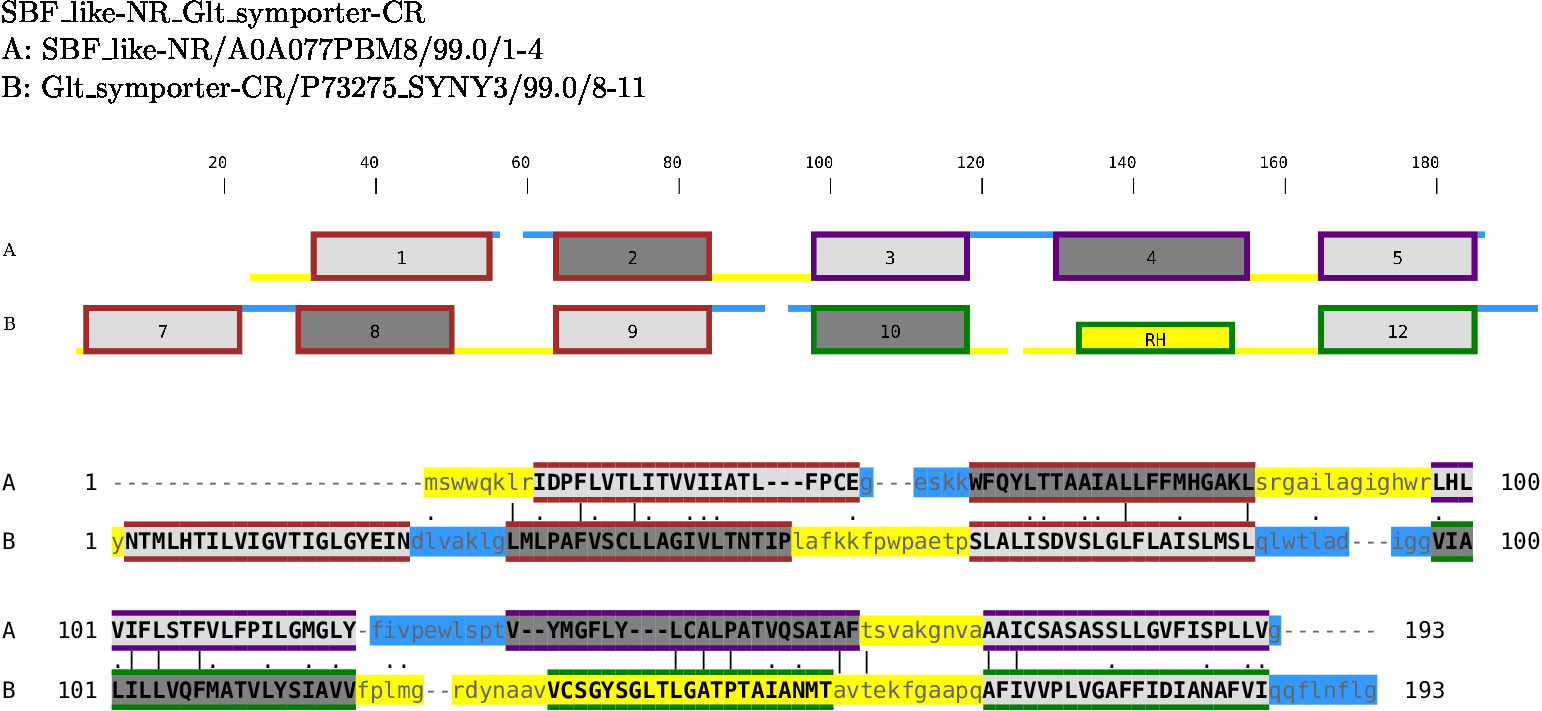 SBF_like-NR_Glt_symporter-CR
A: SBF_like-NR/A0A077PBM8/99.0/1-4
B: Glt_symporter-CR/P73275_SYNY3/99.0/8-11
20 40 60 80 100 120 140 160 180
A 1 2 3 4 5
B 7 8 9 10 RH 12
A 1 -----------------------mswwqklrIDPFLVTLITVVIIATL---FPCEg---eskkWFQYLTTAAIALLFFMHGAKLsrgailagighwrLHL 100
B 1 yNTMLHTILVIGVTIGLGYEINdlvaklgLMLPAFVSCLLAGIVLTNTIPlafkkfpwpaetpSLALISDVSLGLFLAISLMSLqlwtlad---iggVIA 100
A 101 VIFLSTFVLFPILGMGLY-fivpewlsptV--YMGFLY---LCALPATVQSAIAFtsvakgnvaAAICSASASSLLGVFISPLLVg------- 193
B 101 LILLVQFMATVLYSIAVVfplmg--rdynaavVCSGYSGLTLGATPTAIANMTavtekfgaapqAFIVVPLVGAFFIDIANAFVIqqflnflg 193